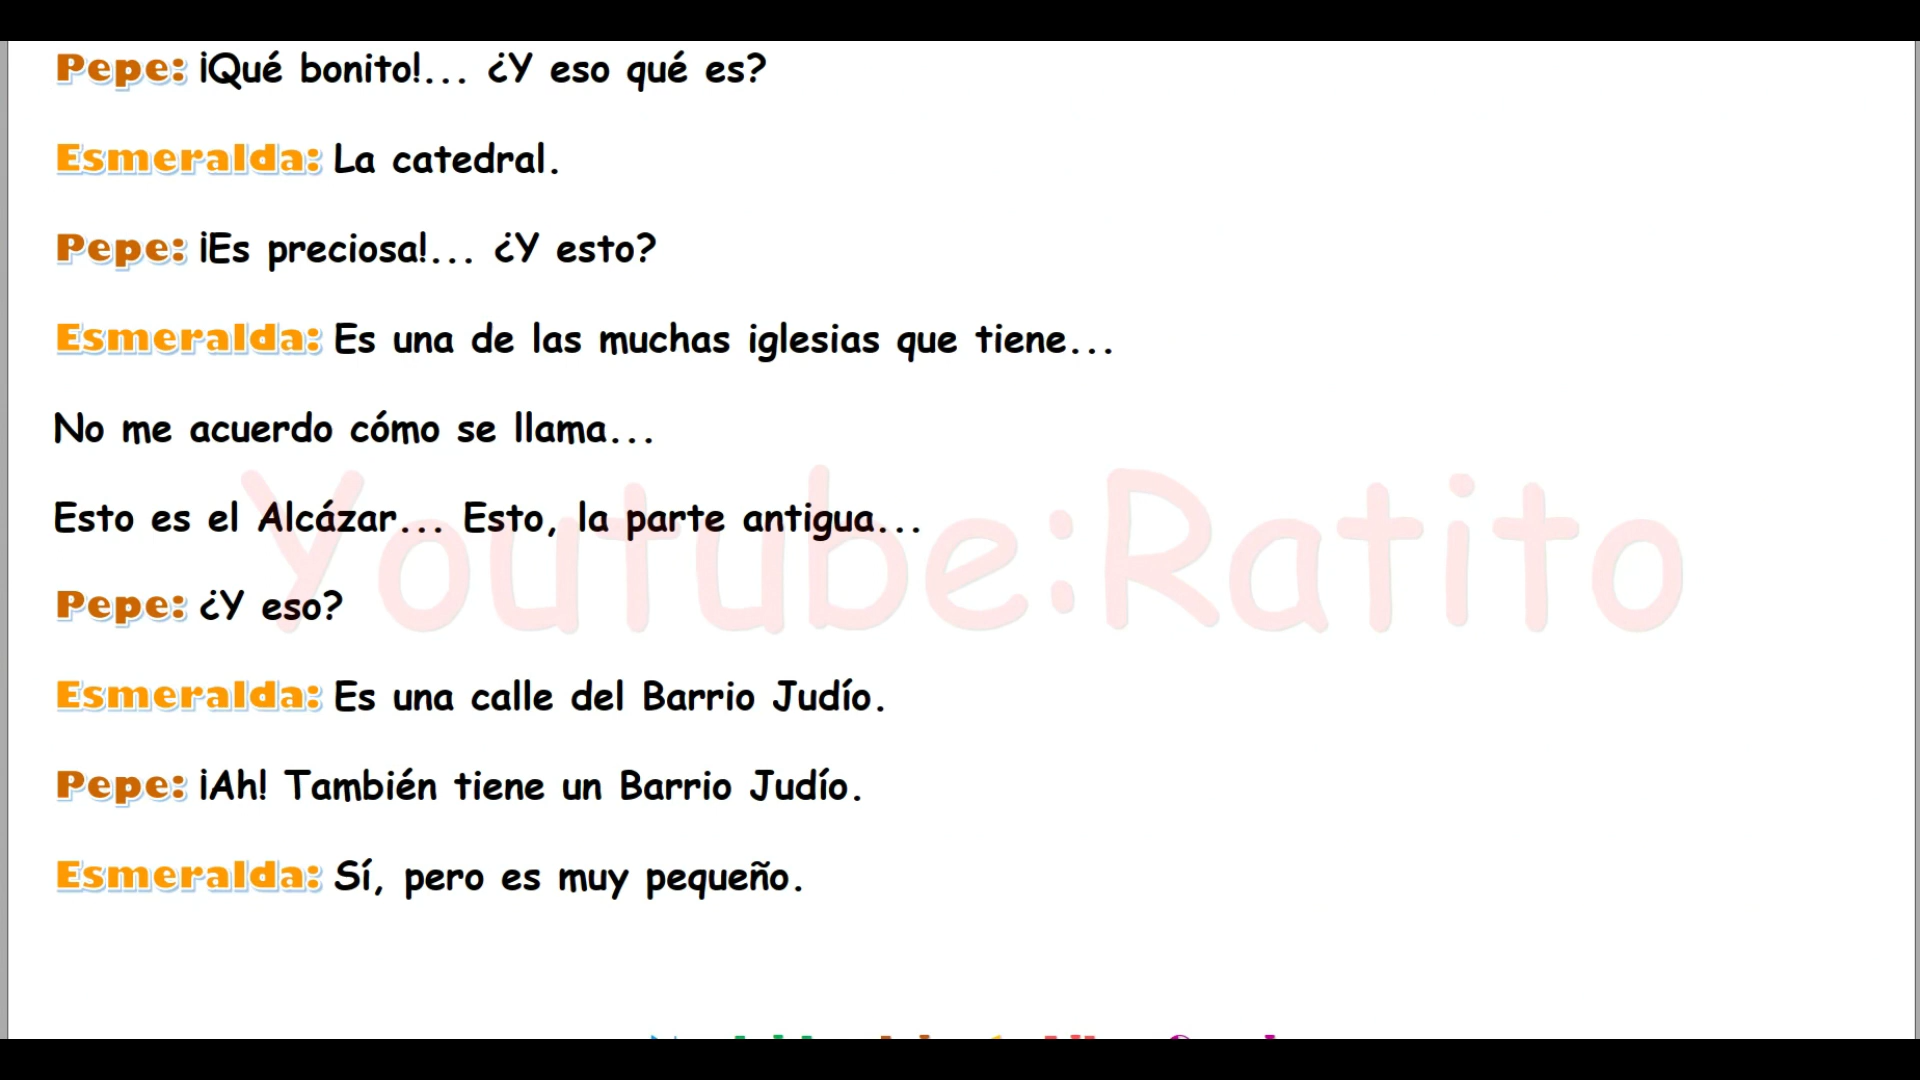 Pepe: ¡Qué bonito!... ¿Y eso qué es?
Esmeralda: La catedral.
Pepe: ¡Es preciosa!... ¿Y esto?
Esmeralda: Es una de las muchas iglesias que tiene...
No me acuerdo cómo se llama...
Esto es el Alcázar... Esto, la parte antigua...
Youtube:Ratito
Pepe: ¿Y eso?
Esmeralda: Es una calle del Barrio Judío.
Pepe: ¡Ah! También tiene un Barrio Judío.
Esmeralda: Sí, pero es muy pequeño.